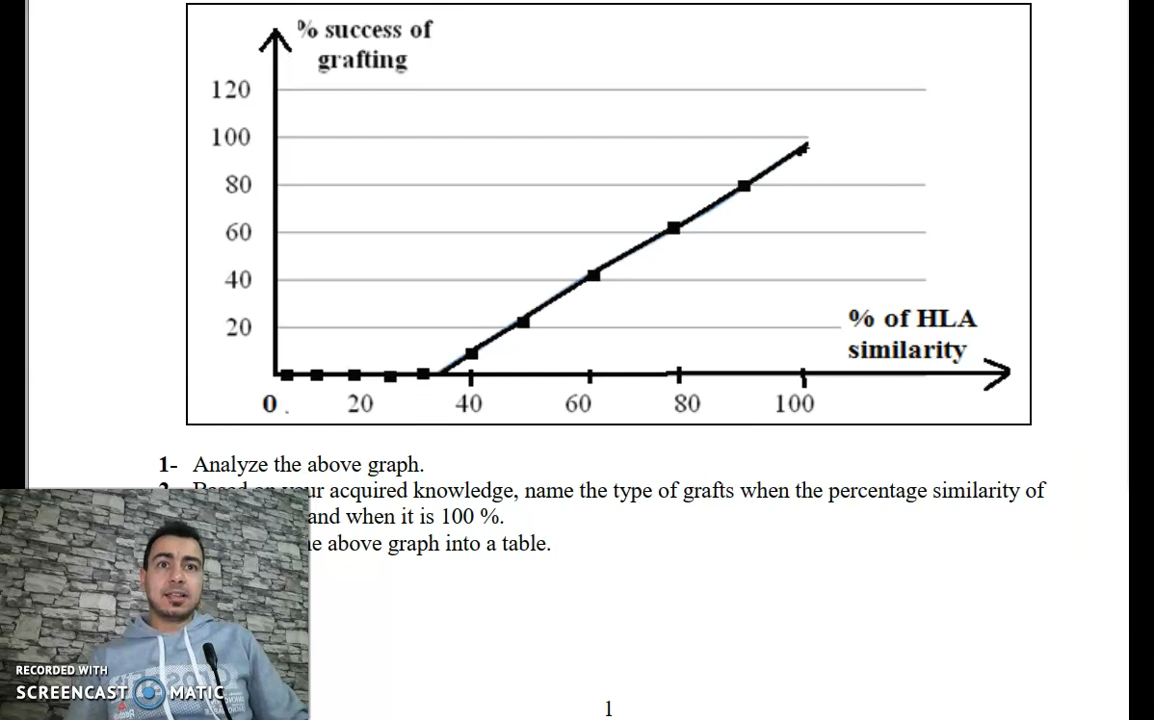 % success of
grafting
120
100
80
60
40
20
% of HLA
similarity
0 . 20 40 60 80 100
1- Analyze the above graph.
your acquired knowledge, name the type of grafts when the percentage similarity of
and when it is 100 %.
above graph into a table.
RECORDED WITH
SCREENCAST MATIC
1